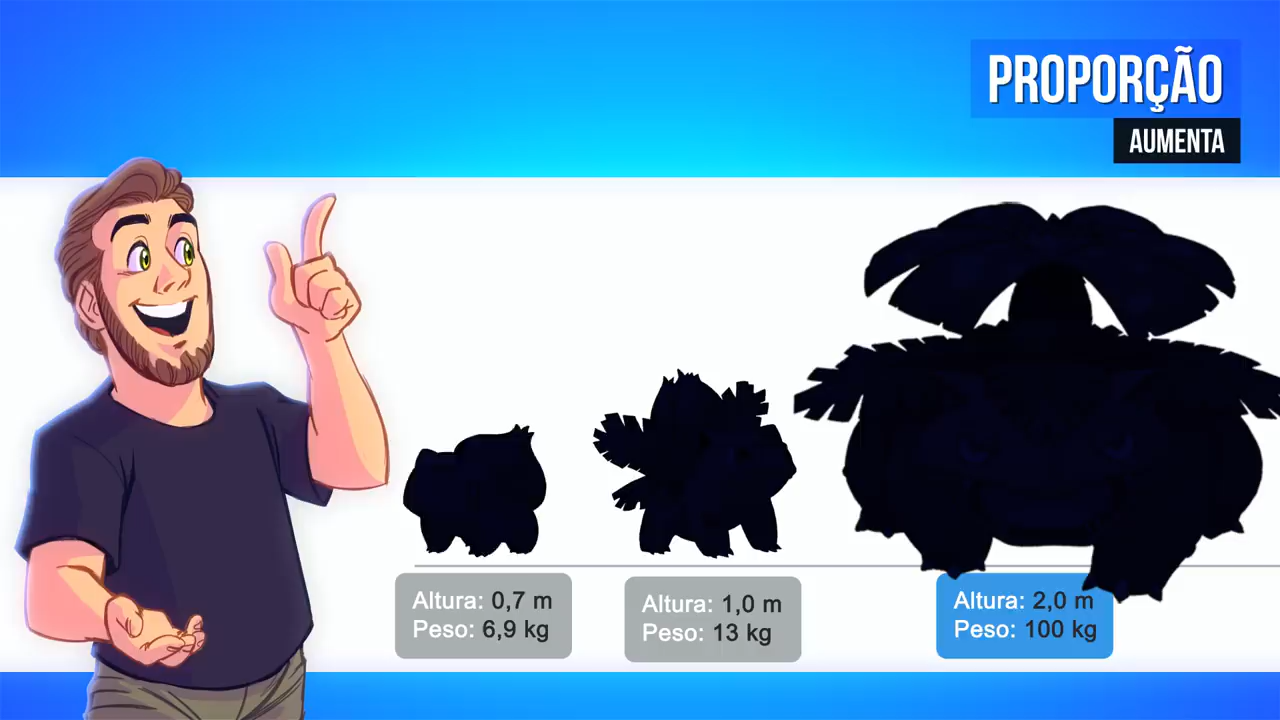 PROPORÇÃO
AUMENTA
Altura: 0,7 m
Peso: 6,9 kg
Altura: 1,0 m
Peso: 13 kg
Altura: 2,0 m
Peso: 100 kg